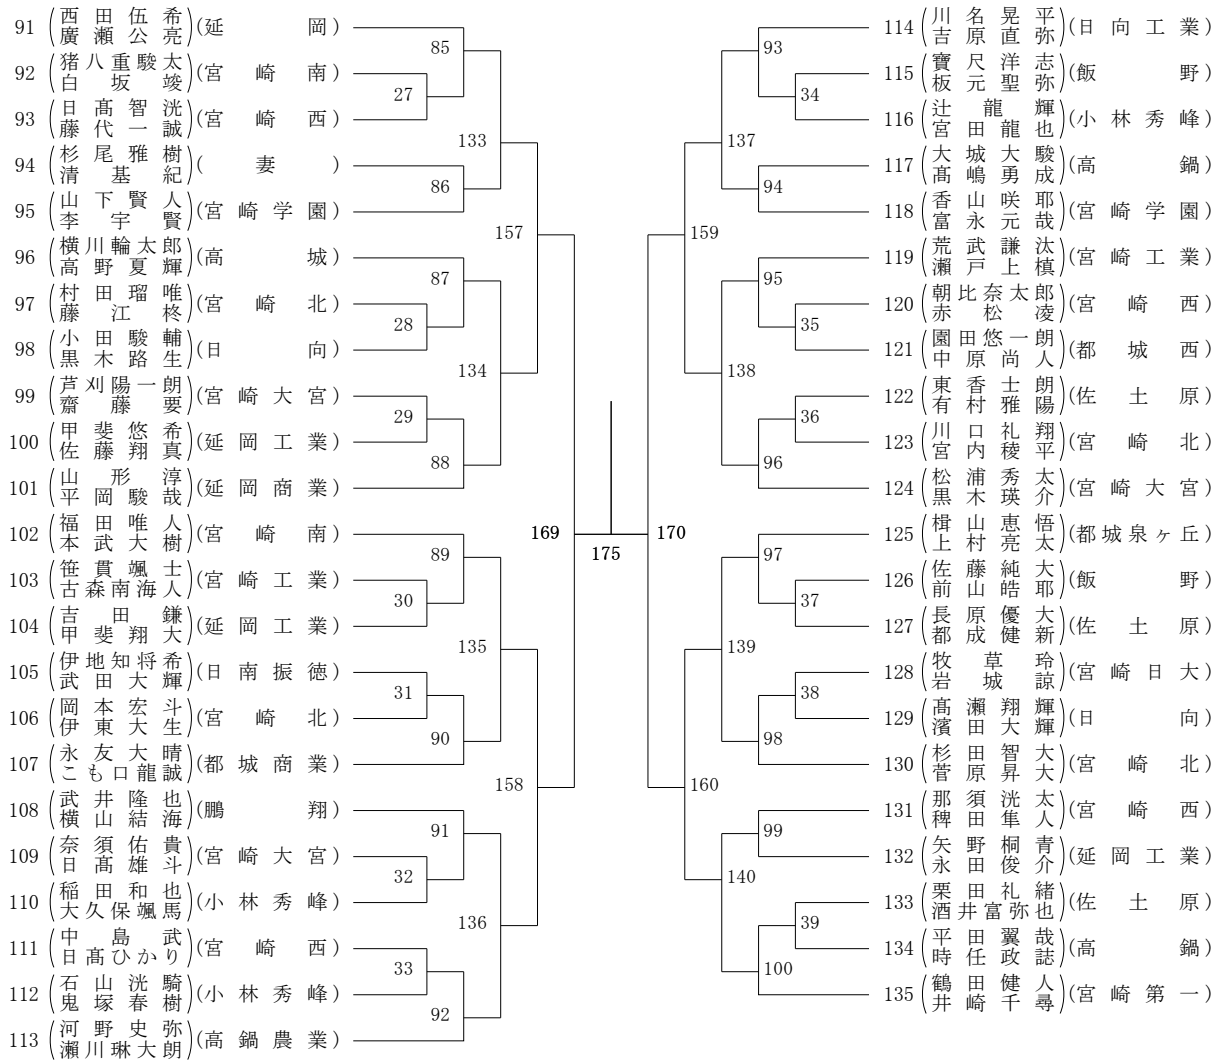 91 (西田伍希 廣瀬公亮) (延岡)
92 (猪八重駿太 白坂竣) (宮崎南)
93 (日髙智洸 藤代一誠) (宮崎西)
94 (杉尾雅樹 清基紀) (妻)
95 (山下賢人 李宇賢) (宮崎学園)
96 (横川輪太郎 高野夏輝) (高城)
97 (村田瑠唯 藤江柊) (宮崎北)
98 (小田駿輔 黒木路生) (日向)
99 (芦刈陽一朗 齋藤要) (宮崎大宮)
100 (甲斐悠希 佐藤翔真) (延岡工業)
101 (山形淳 平岡駿哉) (延岡商業)
102 (福田唯人 本武大樹) (宮崎南)
103 (笹貫颯士 古森南海人) (宮崎工業)
104 (吉田鎌 甲斐翔大) (延岡工業)
105 (伊地知将希 武田大輝) (日南振徳)
106 (岡本宏斗 伊東大生) (宮崎北)
107 (永友大晴 こも口龍誠) (都城商業)
108 (武井隆也 横山結海) (鵬翔)
109 (奈須佑貴 日髙雄斗) (宮崎大宮)
110 (稲田和也 大久保颯馬) (小林秀峰)
111 (中島武 日髙ひかり) (宮崎西)
112 (石山洸騎 鬼塚春樹) (小林秀峰)
113 (河野史弥 瀬川琳大朗) (高鍋農業)
85
27
133
86
157
87
28
134
29
88
169
89
30
135
31
90
158
91
32
136
33
92
175
170
93
34
137
94
159
95
35
138
36
96
97
37
139
38
98
160
99
140
39
100
114 (川名晃平 吉原直弥) (日向工業)
115 (寶尺洋志 板元聖弥) (飯野)
116 (辻龍輝 宮田龍也) (小林秀峰)
117 (大城大駿 髙嶋勇成) (高鍋)
118 (香山咲耶 富永元哉) (宮崎学園)
119 (荒武謙汰 瀬戸上槙) (宮崎工業)
120 (朝比奈太郎 赤松凌) (宮崎西)
121 (園田悠一朗 中原尚人) (都城西)
122 (東香士朗 有村雅陽) (佐土原)
123 (川口礼翔 宮内稜平) (宮崎北)
124 (松浦秀太 黒木瑛介) (宮崎大宮)
125 (楫山恵悟 上村亮太) (都城泉ヶ丘)
126 (佐藤純大 前山皓耶) (飯野)
127 (長原優大 都成健新) (佐土原)
128 (牧草玲 岩城諒) (宮崎日大)
129 (髙瀬翔輝 濱田大輝) (日向)
130 (杉田智大 菅原昇大) (宮崎北)
131 (那須洸太 稗田隼人) (宮崎西)
132 (矢野桐青 永田俊介) (延岡工業)
133 (栗田礼緒 酒井富弥也) (佐土原)
134 (平田翼哉 時任政誌) (高鍋)
135 (鶴田健人 井崎千尋) (宮崎第一)